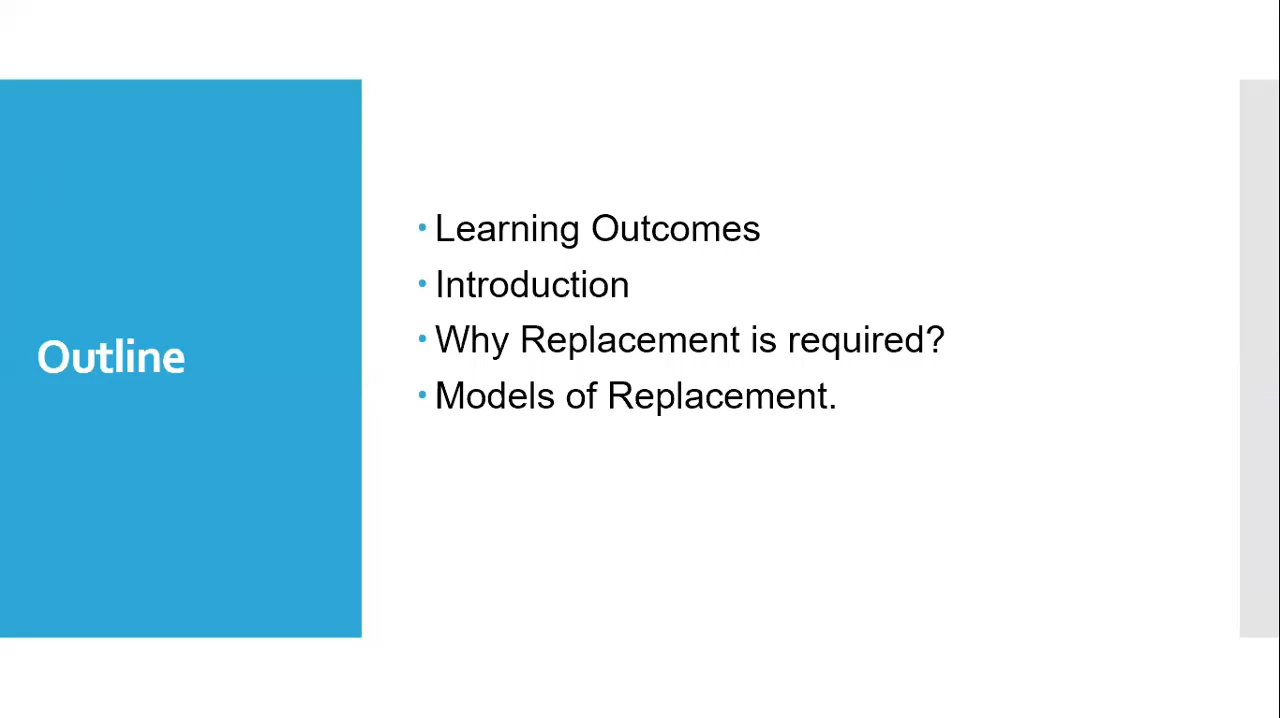 Outline
• Learning Outcomes
• Introduction
• Why Replacement is required?
• Models of Replacement.